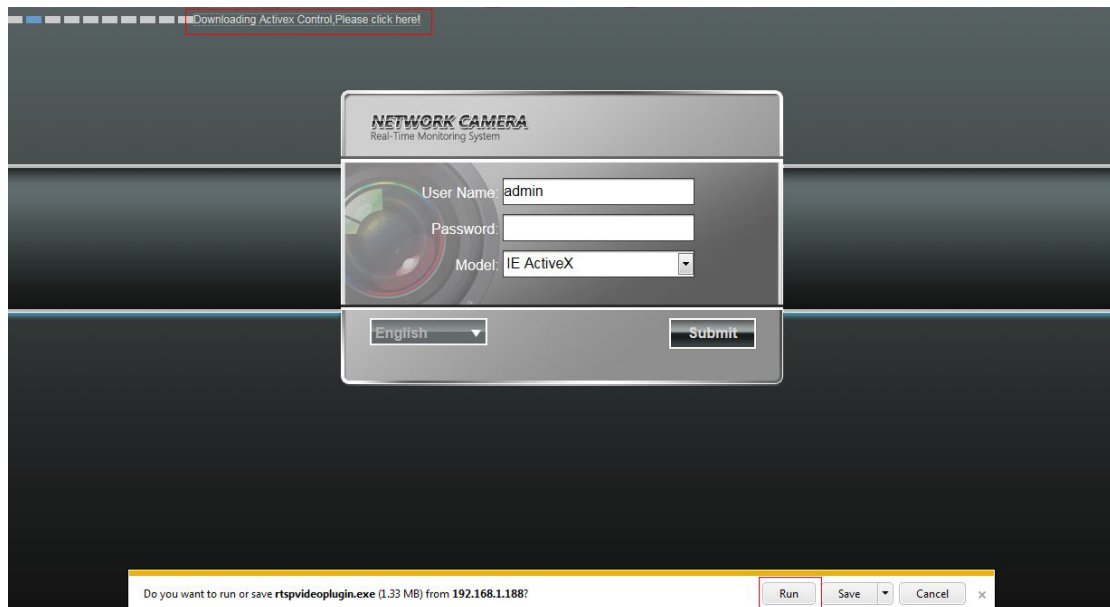 Downloading Activex Control,Please click here!
NETWORK CAMERA
Real-Time Monitoring System
User Name: admin
Password:
Model: IE ActiveX
English
Submit
Do you want to run or save rtspvideoplugin.exe (1.33 MB) from 192.168.1.188?
Run
Save
Cancel